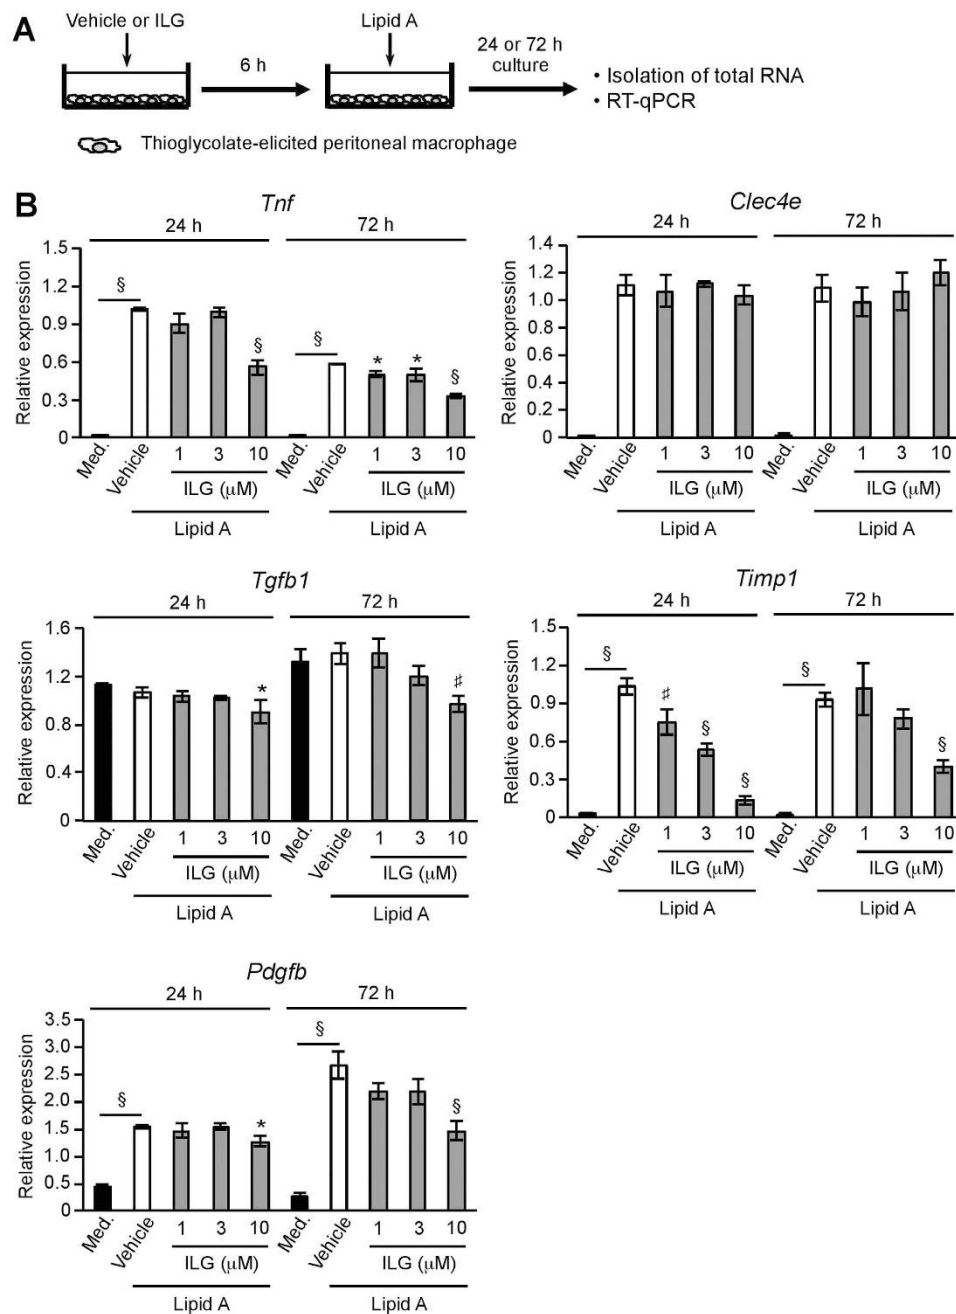 A
Vehicle or ILG
6 h
Lipid A
24 or 72 h
culture
• Isolation of total RNA
• RT-qPCR
Thioglycolate-elicited peritoneal macrophage
B
Tnf
24 h 72 h
Relative expression
1.5
1.2
0.9
0.6
0.3
0
§ § § * * §
Med. Vehicle 1 3 10 Med. Vehicle 1 3 10
ILG (μM) ILG (μM)
Lipid A Lipid A
Clec4e
24 h 72 h
Relative expression
1.4
1.2
1.0
0.8
0.6
0.4
0.2
0
Med. Vehicle 1 3 10 Med. Vehicle 1 3 10
ILG (μM) ILG (μM)
Lipid A Lipid A
Tgfb1
24 h 72 h
Relative expression
1.6
1.2
0.8
0.4
0
* ♯
Med. Vehicle 1 3 10 Med. Vehicle 1 3 10
ILG (μM) ILG (μM)
Lipid A Lipid A
Timp1
24 h 72 h
Relative expression
1.5
1.2
0.9
0.6
0.3
0
§ ♯ § § § §
Med. Vehicle 1 3 10 Med. Vehicle 1 3 10
ILG (μM) ILG (μM)
Lipid A Lipid A
Pdgfb
24 h 72 h
Relative expression
3.5
3.0
2.5
2.0
1.5
1.0
0.5
0
§ * § §
Med. Vehicle 1 3 10 Med. Vehicle 1 3 10
ILG (μM) ILG (μM)
Lipid A Lipid A